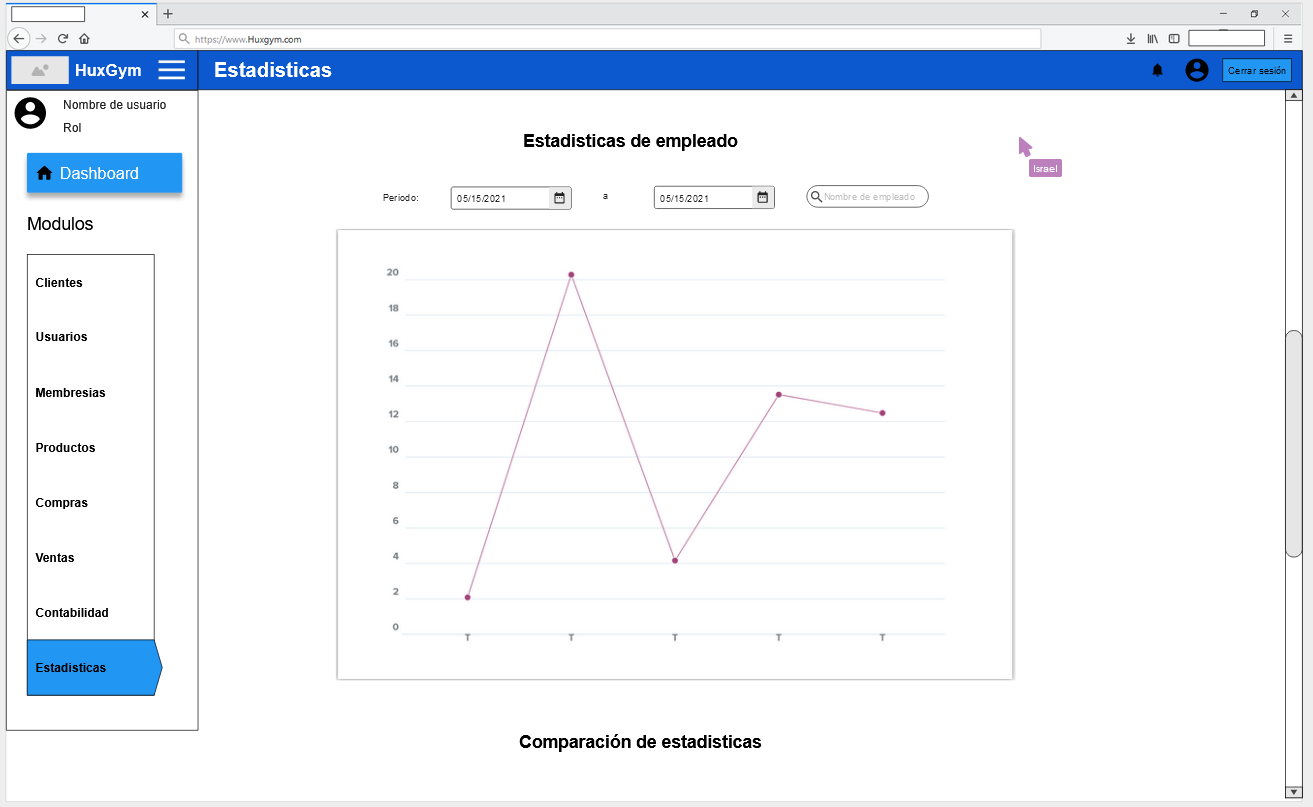 https://www.Huxgym.com
HuxGym
Estadisticas
Cerrar sesión
Nombre de usuario
Rol
Dashboard
Modulos
Clientes
Usuarios
Membresias
Productos
Compras
Ventas
Contabilidad
Estadisticas
Estadisticas de empleado
Israel
Periodo:
05/15/2021
a
05/15/2021
Nombre de empleado
20
18
16
14
12
10
8
6
4
2
0
T T T T T
Comparación de estadisticas